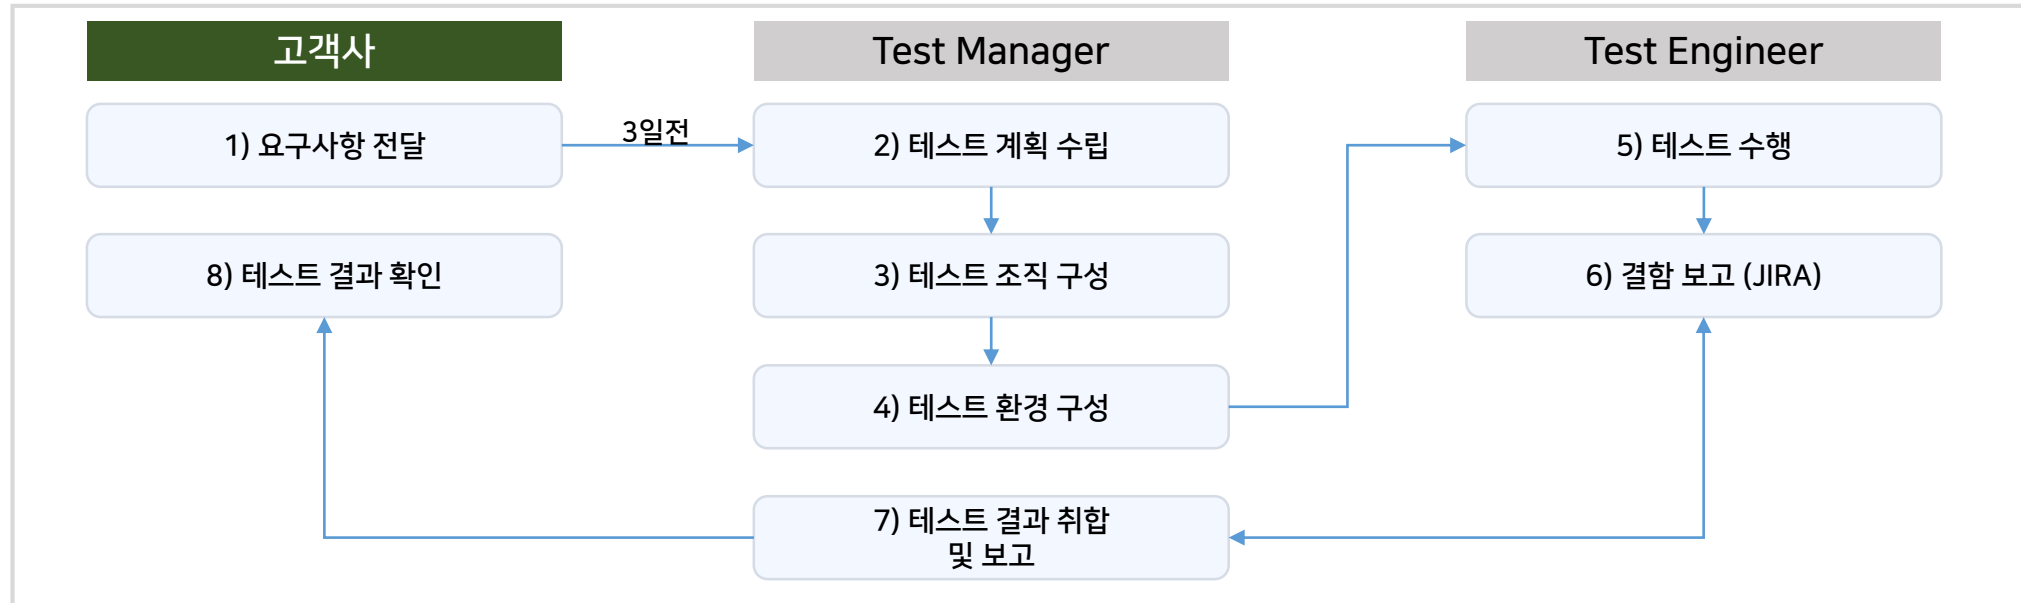 고객사
Test Manager
Test Engineer
1) 요구사항 전달
3일전
2) 테스트 계획 수립
5) 테스트 수행
8) 테스트 결과 확인
3) 테스트 조직 구성
6) 결함 보고 (JIRA)
4) 테스트 환경 구성
7) 테스트 결과 취합
및 보고